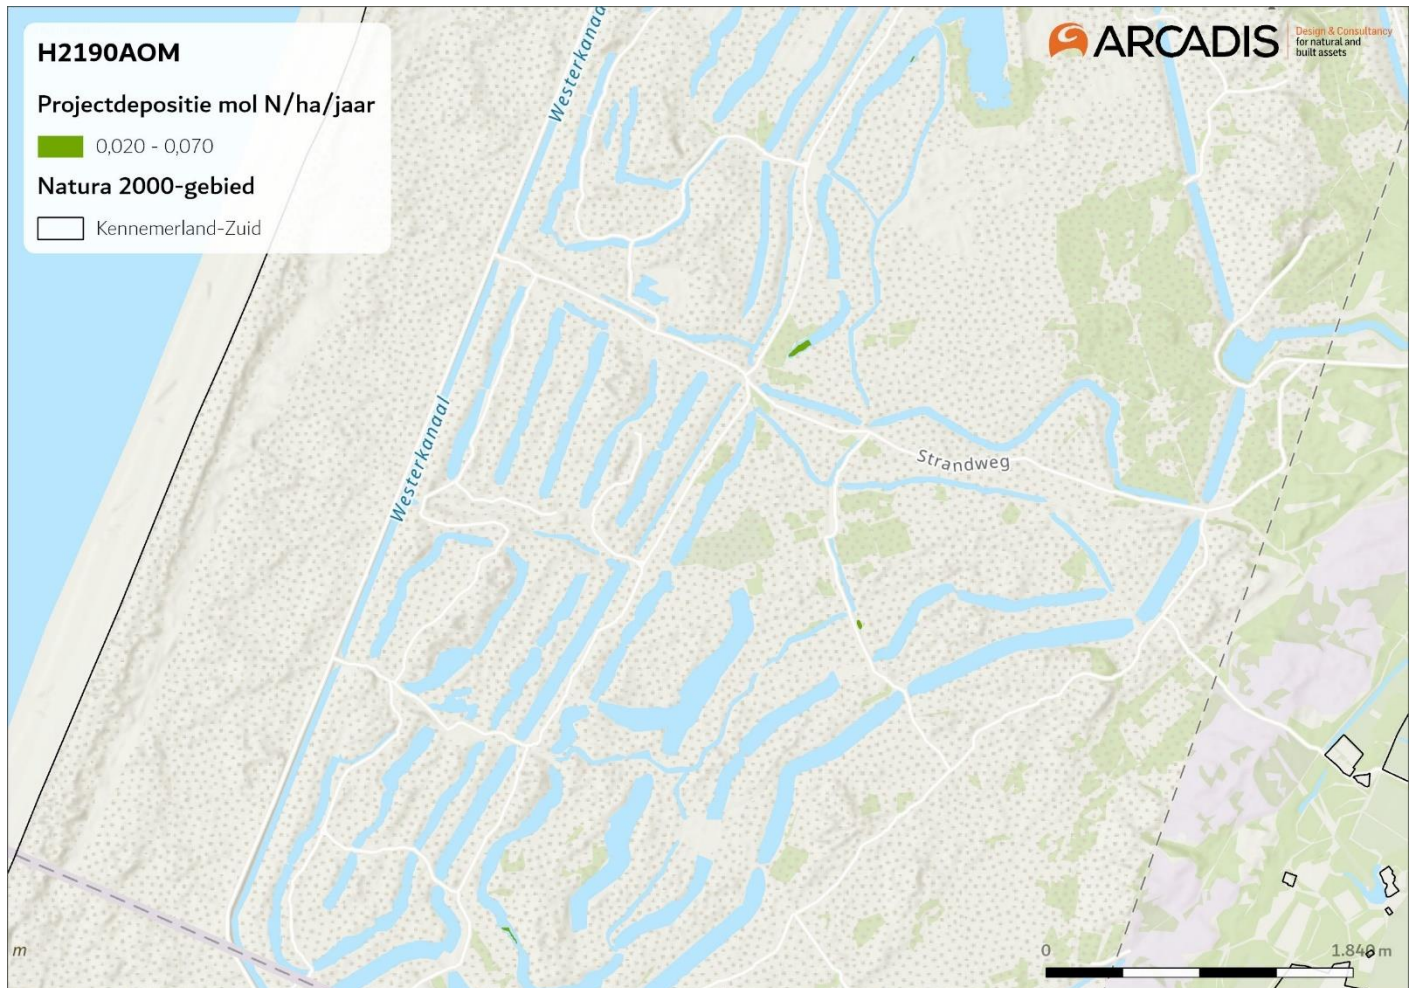 H2190AOM
Projectdepositie mol N/ha/jaar
0,020 - 0,070
Natura 2000-gebied
Kennemerland-Zuid
ARCADIS
Design & Consultancy
for natural and
built assets
Westerkanaal
Westerkanaal
Strandweg
m
0
1.840 m